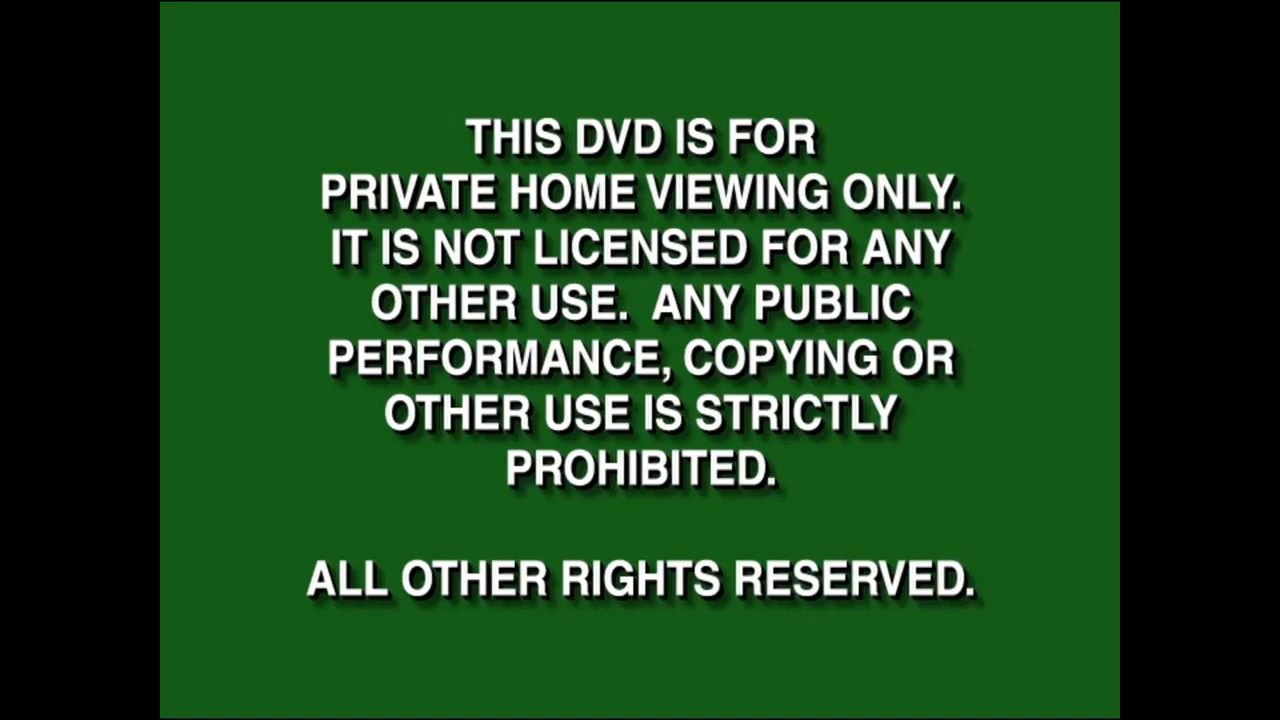 THIS DVD IS FOR
PRIVATE HOME VIEWING ONLY.
IT IS NOT LICENSED FOR ANY
OTHER USE.  ANY PUBLIC
PERFORMANCE, COPYING OR
OTHER USE IS STRICTLY
PROHIBITED.
ALL OTHER RIGHTS RESERVED.